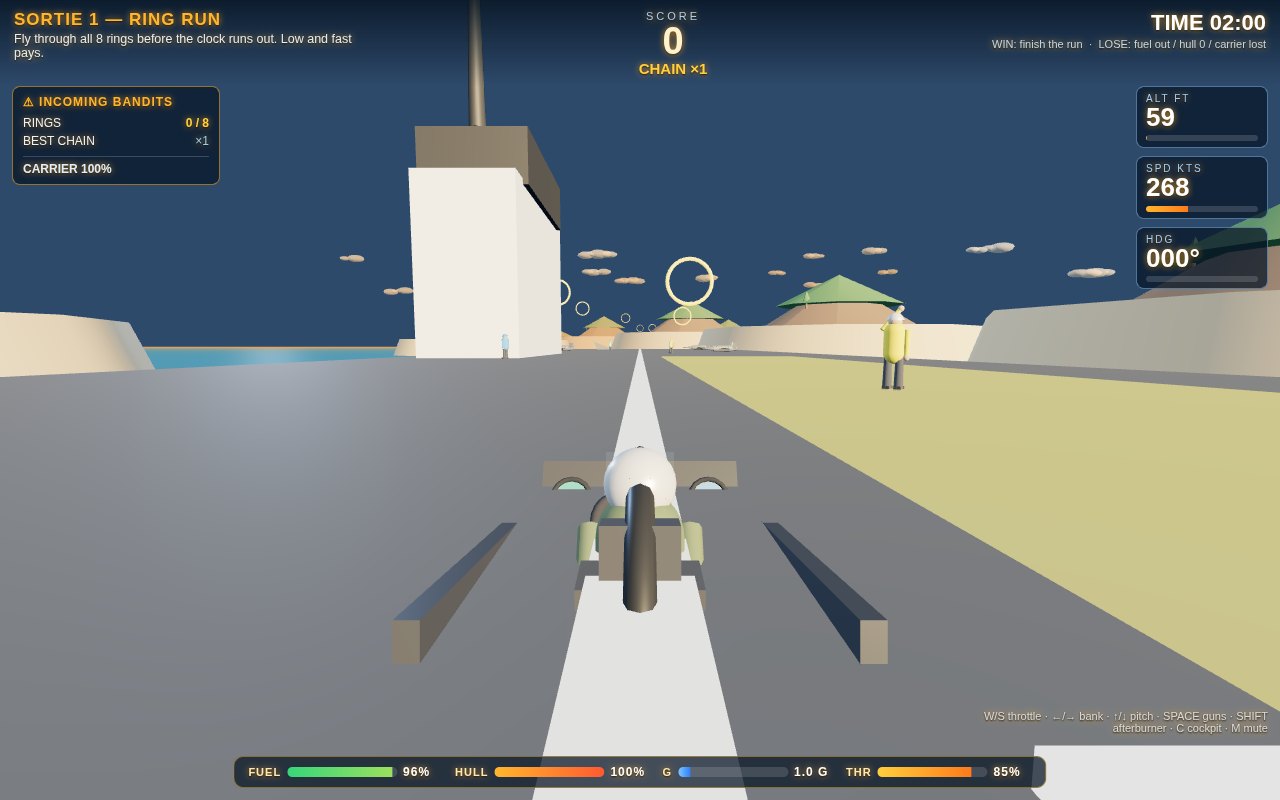 SORTIE 1 — RING RUN
Fly through all 8 rings before the clock runs out. Low and fast
pays.
SCORE
0
CHAIN ×1
TIME 02:00
WIN: finish the run · LOSE: fuel out / hull 0 / carrier lost
⚠ INCOMING BANDITS
RINGS 0 / 8
BEST CHAIN ×1
CARRIER 100%
ALT FT
59
SPD KTS
268
HDG
000°
W/S throttle · ←/→ bank · ↑/↓ pitch · SPACE guns · SHIFT
afterburner · C cockpit · M mute
FUEL 96% HULL 100% G 1.0 G THR 85%